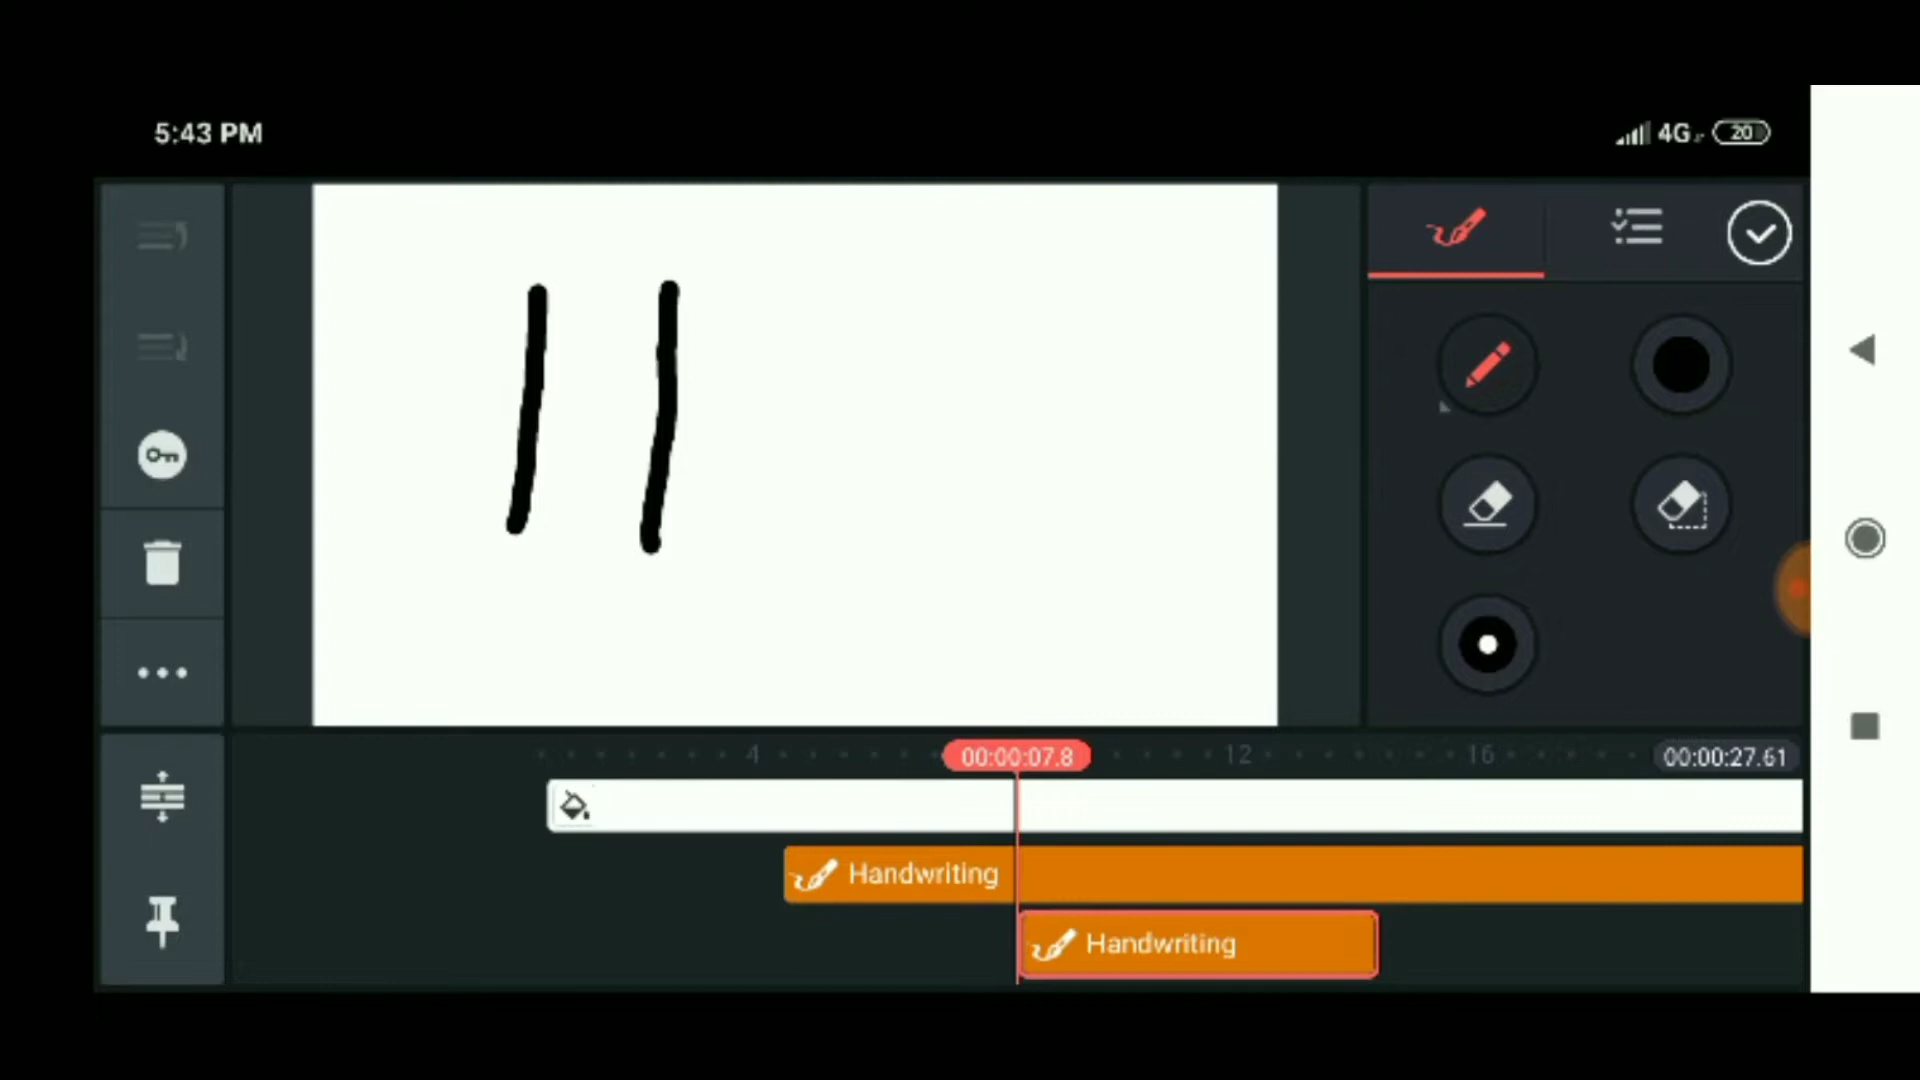 5:43 PM
4G 20
11
4 00:00:07.8 12 16 00:00:27.61
Handwriting
Handwriting